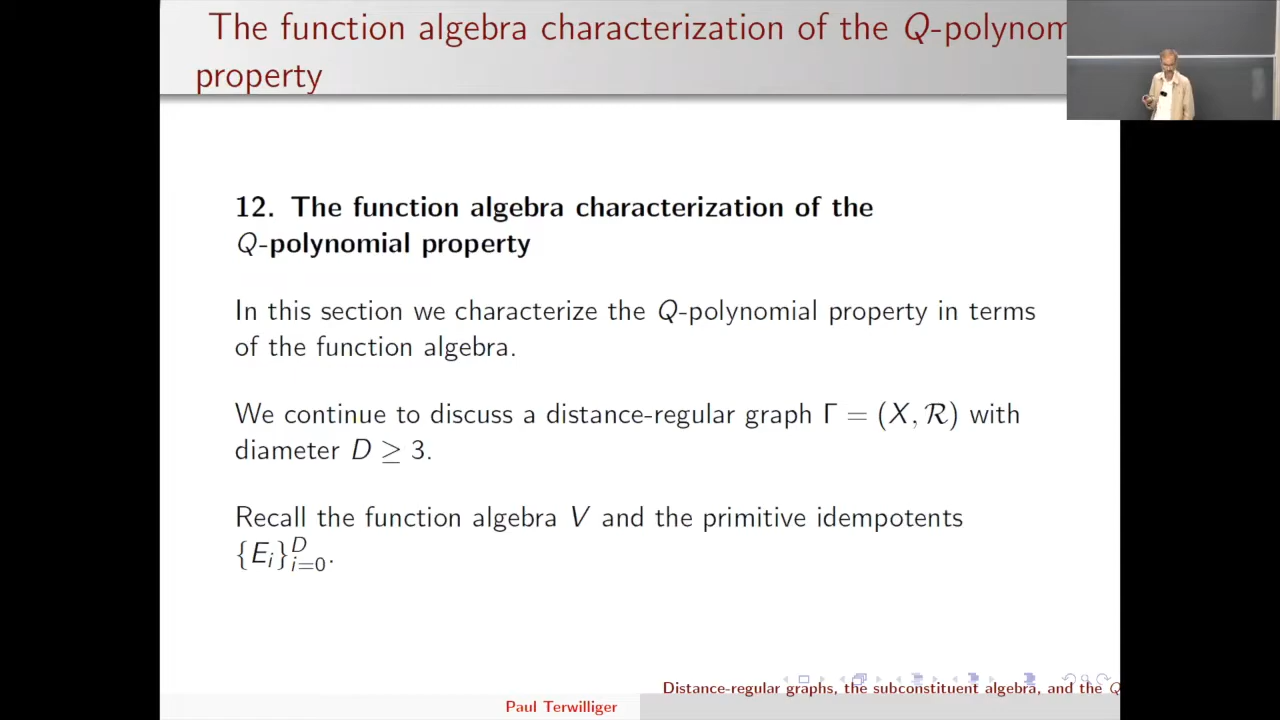 The function algebra characterization of the Q-polynom
property
12. The function algebra characterization of the
Q-polynomial property
In this section we characterize the Q-polynomial property in terms
of the function algebra.
We continue to discuss a distance-regular graph Γ = (X, ℛ) with
diameter D ≥ 3.
Recall the function algebra V and the primitive idempotents
{E_i}_{i=0}^D.
Distance-regular graphs, the subconstituent algebra, and the Q
Paul Terwilliger